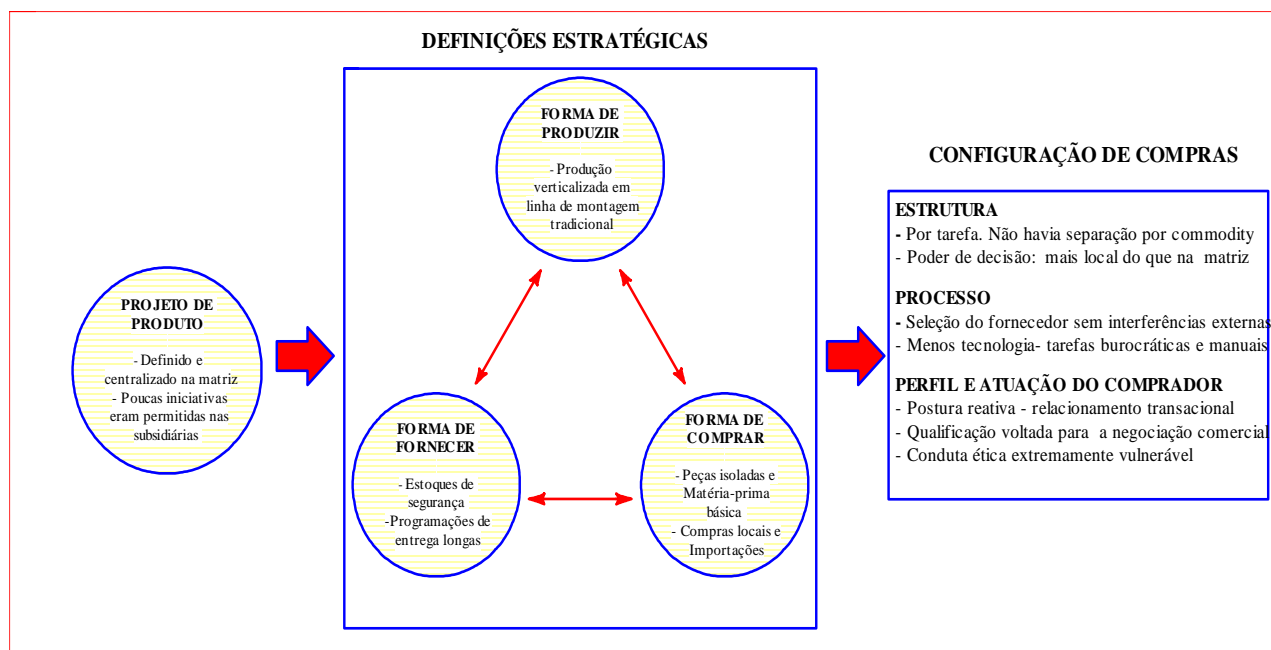 DEFINIÇÕES ESTRATÉGICAS
PROJETO DE
PRODUTO
- Definido e
centralizado na matriz
- Poucas iniciativas
eram permitidas nas
subsidiárias
FORMA DE
PRODUZIR
- Produção
verticalizada em
linha de montagem
tradicional
FORMA DE
FORNECER
- Estoques de
segurança
-Programações de
entrega longas
FORMA DE
COMPRAR
- Peças isoladas e
Matéria-prima
básica
- Compras locais e
Importações
CONFIGURAÇÃO DE COMPRAS
ESTRUTURA
- Por tarefa. Não havia separação por commodity
- Poder de decisão: mais local do que na matriz
PROCESSO
- Seleção do fornecedor sem interferências externas
- Menos tecnologia- tarefas burocráticas e manuais
PERFIL E ATUAÇÃO DO COMPRADOR
- Postura reativa - relacionamento transacional
- Qualificação voltada para a negociação comercial
- Conduta ética extremamente vulnerável